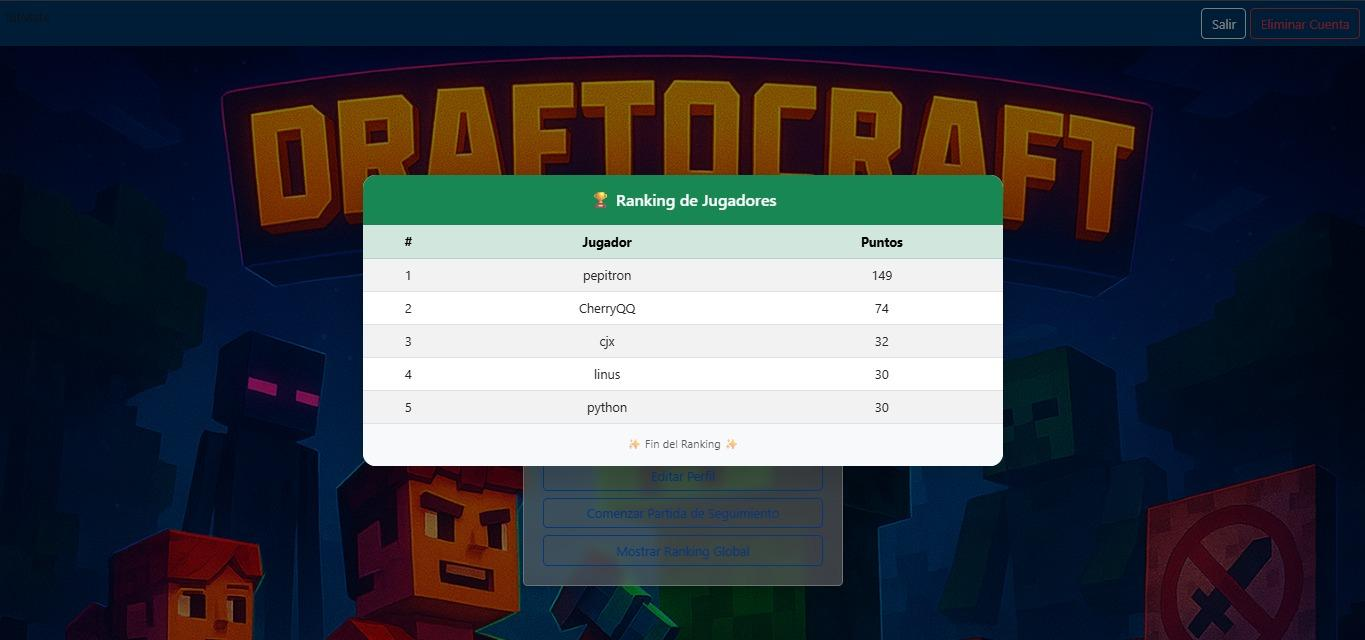 Salir
Eliminar Cuenta
DRAFTOCRAFT
🏆 Ranking de Jugadores
# Jugador Puntos
1 pepitron 149
2 CherryQQ 74
3 cjx 32
4 linus 30
5 python 30
✨ Fin del Ranking ✨
Editar Perfil
Comenzar Partida de Seguimiento
Mostrar Ranking Global